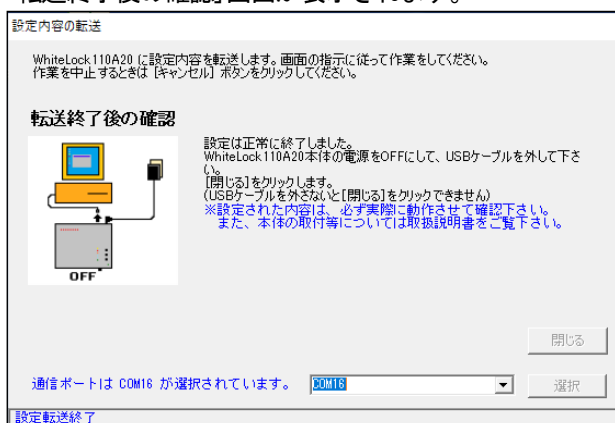 転送終了後の確認」画面が表示されます。
設定内容の転送
WhiteLock110A20 に設定内容を転送します。画面の指示に従って作業をしてください。
作業を中止するときは [キャンセル] ボタンをクリックしてください。
転送終了後の確認
設定は正常に終了しました。
WhiteLock110A20本体の電源をOFFにして、USBケーブルを外して下さ
い。
[閉じる]をクリックします。
(USBケーブルを外さないと[閉じる]をクリックできません)
※設定された内容は、必ず実際に動作させて確認下さい。
また、本体の取付等については取扱説明書をご覧下さい。
OFF
閉じる
通信ポートは COM16 が選択されています。
COM16
選択
設定転送終了